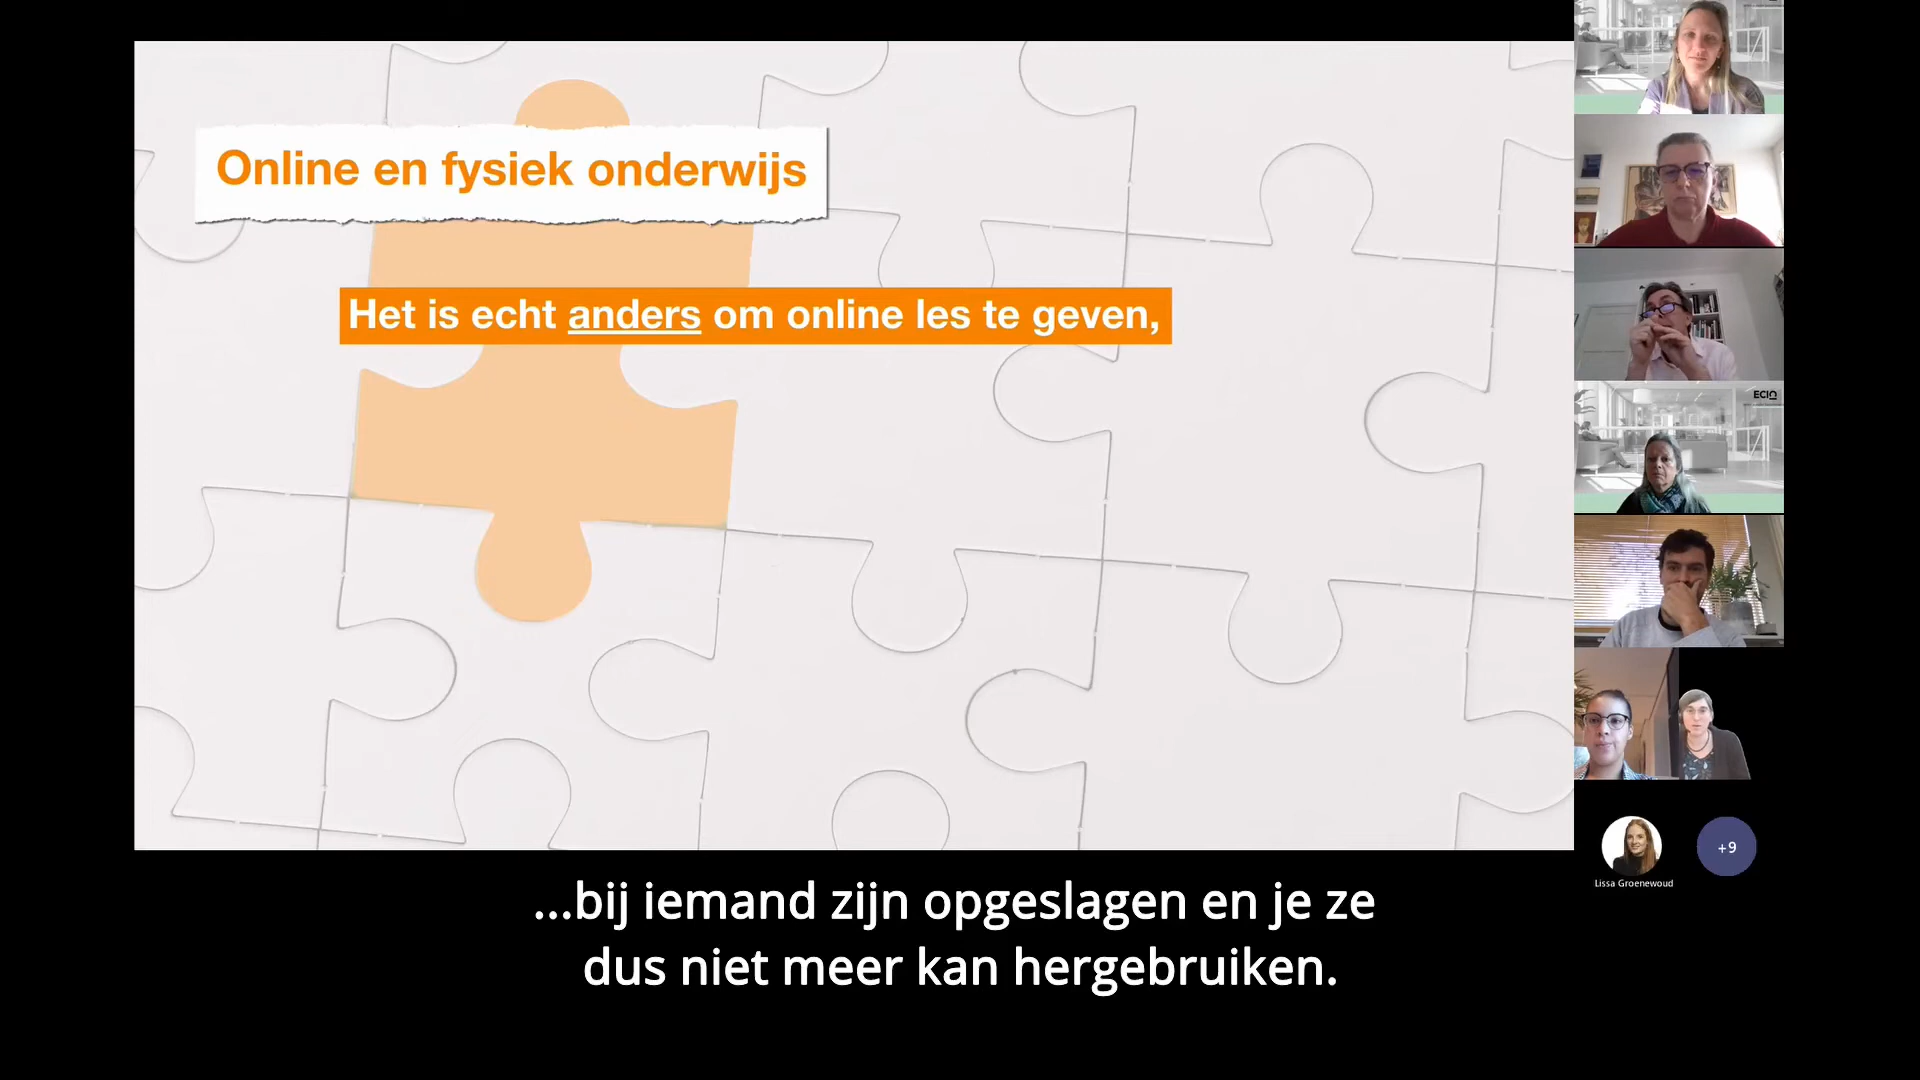 Online en fysiek onderwijs
Het is echt anders om online les te geven,
ECIO
+9
Lissa Groenewoud
...bij iemand zijn opgeslagen en je ze
dus niet meer kan hergebruiken.